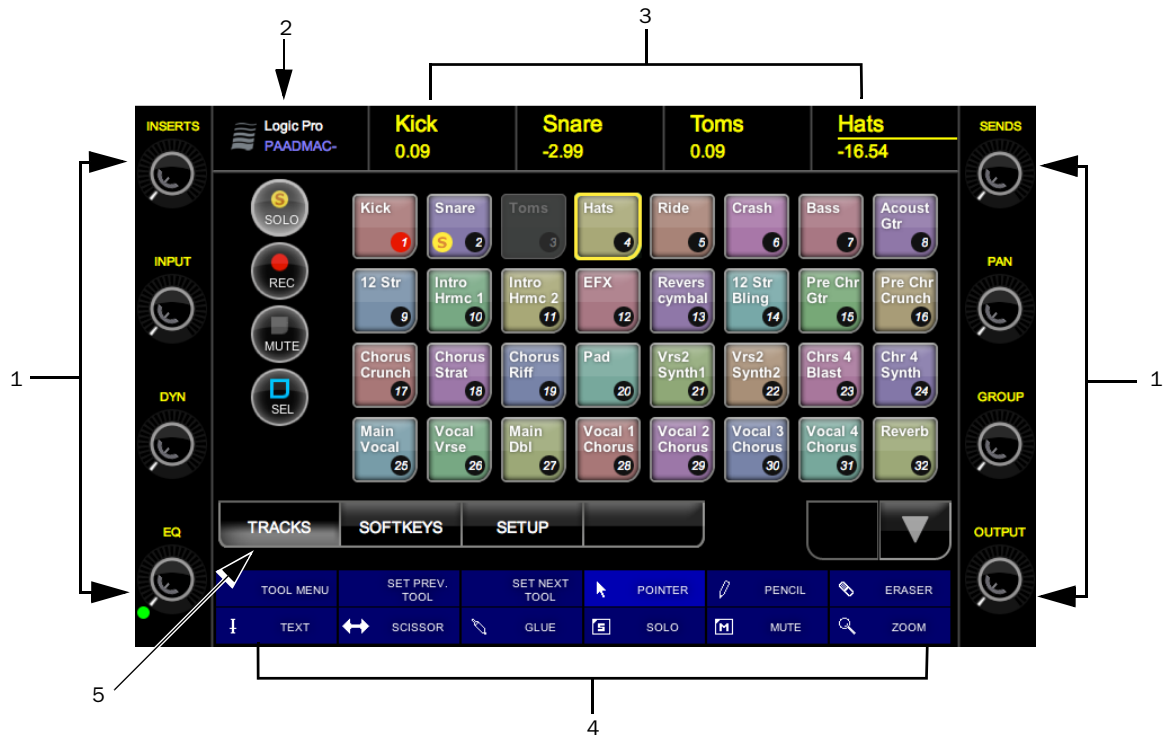 2
3
INSERTS
Logic Pro
PAADMAC-
Kick
0.09
Snare
-2.99
Toms
0.09
Hats
-16.54
SENDS
S
SOLO
Kick
1
Snare
S
2
Toms
3
Hats
4
Ride
5
Crash
6
Bass
7
Acoust
Gtr
8
INPUT
REC
12 Str
9
Intro
Hrmc 1
10
Intro
Hrmc 2
11
EFX
12
Revers
cymbal
13
12 Str
Bling
14
Pre Chr
Gtr
15
Pre Chr
Crunch
16
PAN
MUTE
1
Chorus
Crunch
17
Chorus
Strat
18
Chorus
Riff
19
Pad
20
Vrs2
Synth1
21
Vrs2
Synth2
22
Chrs 4
Blast
23
Chr 4
Synth
24
1
DYN
SEL
GROUP
Main
Vocal
25
Vocal
Vrse
26
Main
Dbl
27
Vocal 1
Chorus
28
Vocal 2
Chorus
29
Vocal 3
Chorus
30
Vocal 4
Chorus
31
Reverb
32
EQ
TRACKS
SOFTKEYS
SETUP
OUTPUT
TOOL MENU
SET PREV.
TOOL
SET NEXT
TOOL
POINTER
PENCIL
ERASER
TEXT
SCISSOR
GLUE
S
SOLO
M
MUTE
ZOOM
5
4